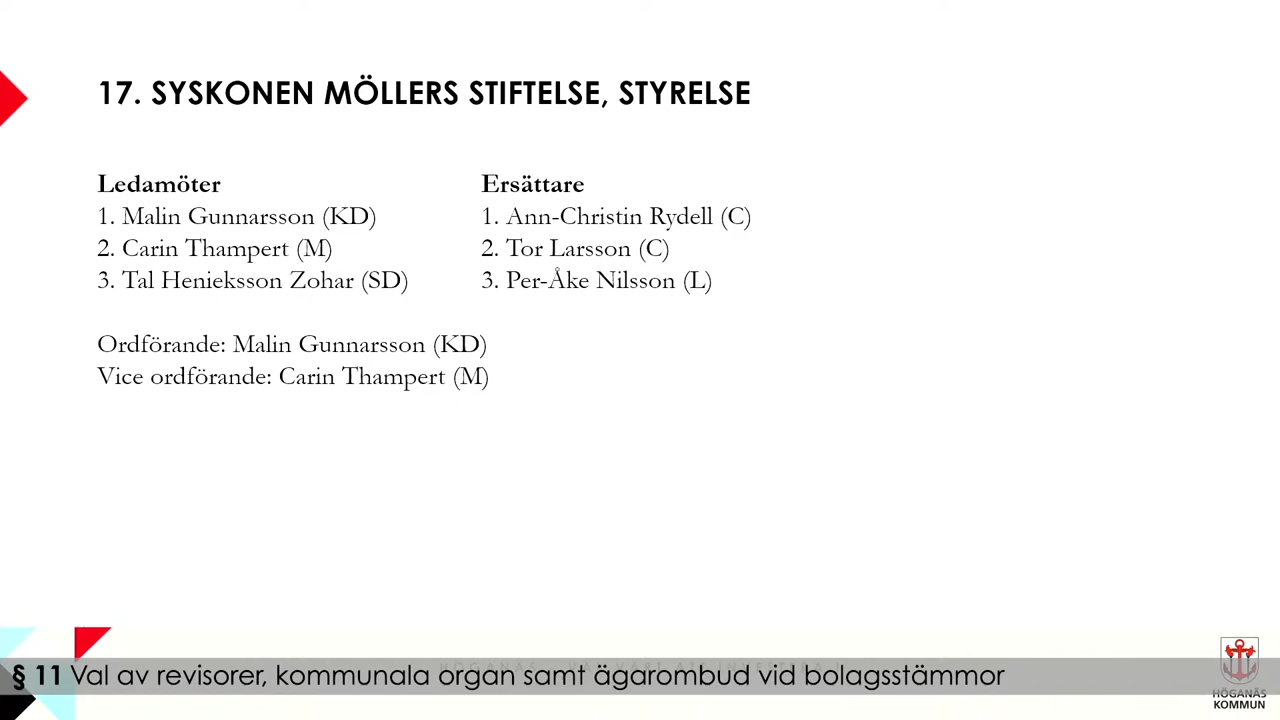 17. SYSKONEN MÖLLERS STIFTELSE, STYRELSE
Ledamöter
1. Malin Gunnarsson (KD)
2. Carin Thampert (M)
3. Tal Henieksson Zohar (SD)
Ersättare
1. Ann-Christin Rydell (C)
2. Tor Larsson (C)
3. Per-Åke Nilsson (L)
Ordförande: Malin Gunnarsson (KD)
Vice ordförande: Carin Thampert (M)
§ 11 Val av revisorer, kommunala organ samt ägarombud vid bolagsstämmor
HÖGANÄS
KOMMUN